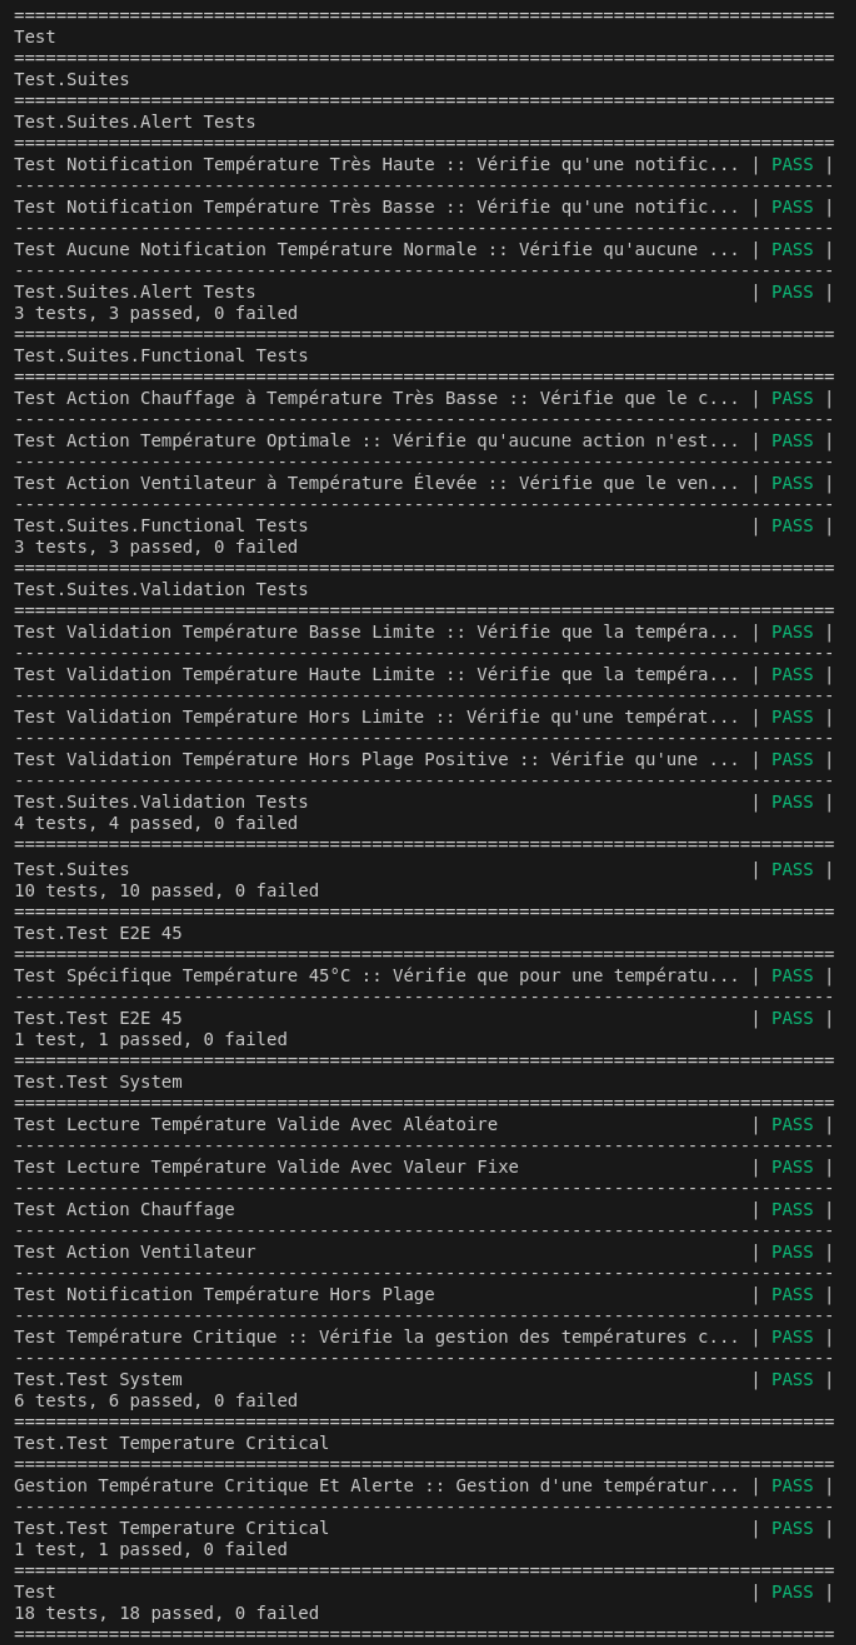 ==============================================================================
Test
==============================================================================
Test.Suites
==============================================================================
Test.Suites.Alert Tests
==============================================================================
Test Notification Température Très Haute :: Vérifie qu'une notific... | PASS |
------------------------------------------------------------------------------
Test Notification Température Très Basse :: Vérifie qu'une notific... | PASS |
------------------------------------------------------------------------------
Test Aucune Notification Température Normale :: Vérifie qu'aucune ... | PASS |
------------------------------------------------------------------------------
Test.Suites.Alert Tests                                               | PASS |
3 tests, 3 passed, 0 failed
==============================================================================
Test.Suites.Functional Tests
==============================================================================
Test Action Chauffage à Température Très Basse :: Vérifie que le c... | PASS |
------------------------------------------------------------------------------
Test Action Température Optimale :: Vérifie qu'aucune action n'est... | PASS |
------------------------------------------------------------------------------
Test Action Ventilateur à Température Élevée :: Vérifie que le ven... | PASS |
------------------------------------------------------------------------------
Test.Suites.Functional Tests                                          | PASS |
3 tests, 3 passed, 0 failed
==============================================================================
Test.Suites.Validation Tests
==============================================================================
Test Validation Température Basse Limite :: Vérifie que la tempéra... | PASS |
------------------------------------------------------------------------------
Test Validation Température Haute Limite :: Vérifie que la tempéra... | PASS |
------------------------------------------------------------------------------
Test Validation Température Hors Limite :: Vérifie qu'une températ... | PASS |
------------------------------------------------------------------------------
Test Validation Température Hors Plage Positive :: Vérifie qu'une ... | PASS |
------------------------------------------------------------------------------
Test.Suites.Validation Tests                                          | PASS |
4 tests, 4 passed, 0 failed
==============================================================================
Test.Suites                                                           | PASS |
10 tests, 10 passed, 0 failed
==============================================================================
Test.Test E2E 45
==============================================================================
Test Spécifique Température 45°C :: Vérifie que pour une températu... | PASS |
------------------------------------------------------------------------------
Test.Test E2E 45                                                      | PASS |
1 test, 1 passed, 0 failed
==============================================================================
Test.Test System
==============================================================================
Test Lecture Température Valide Avec Aléatoire                        | PASS |
------------------------------------------------------------------------------
Test Lecture Température Valide Avec Valeur Fixe                      | PASS |
------------------------------------------------------------------------------
Test Action Chauffage                                                 | PASS |
------------------------------------------------------------------------------
Test Action Ventilateur                                               | PASS |
------------------------------------------------------------------------------
Test Notification Température Hors Plage                              | PASS |
------------------------------------------------------------------------------
Test Température Critique :: Vérifie la gestion des températures c... | PASS |
------------------------------------------------------------------------------
Test.Test System                                                      | PASS |
6 tests, 6 passed, 0 failed
==============================================================================
Test.Test Temperature Critical
==============================================================================
Gestion Température Critique Et Alerte :: Gestion d'une températur... | PASS |
------------------------------------------------------------------------------
Test.Test Temperature Critical                                        | PASS |
1 test, 1 passed, 0 failed
==============================================================================
Test                                                                  | PASS |
18 tests, 18 passed, 0 failed
==============================================================================